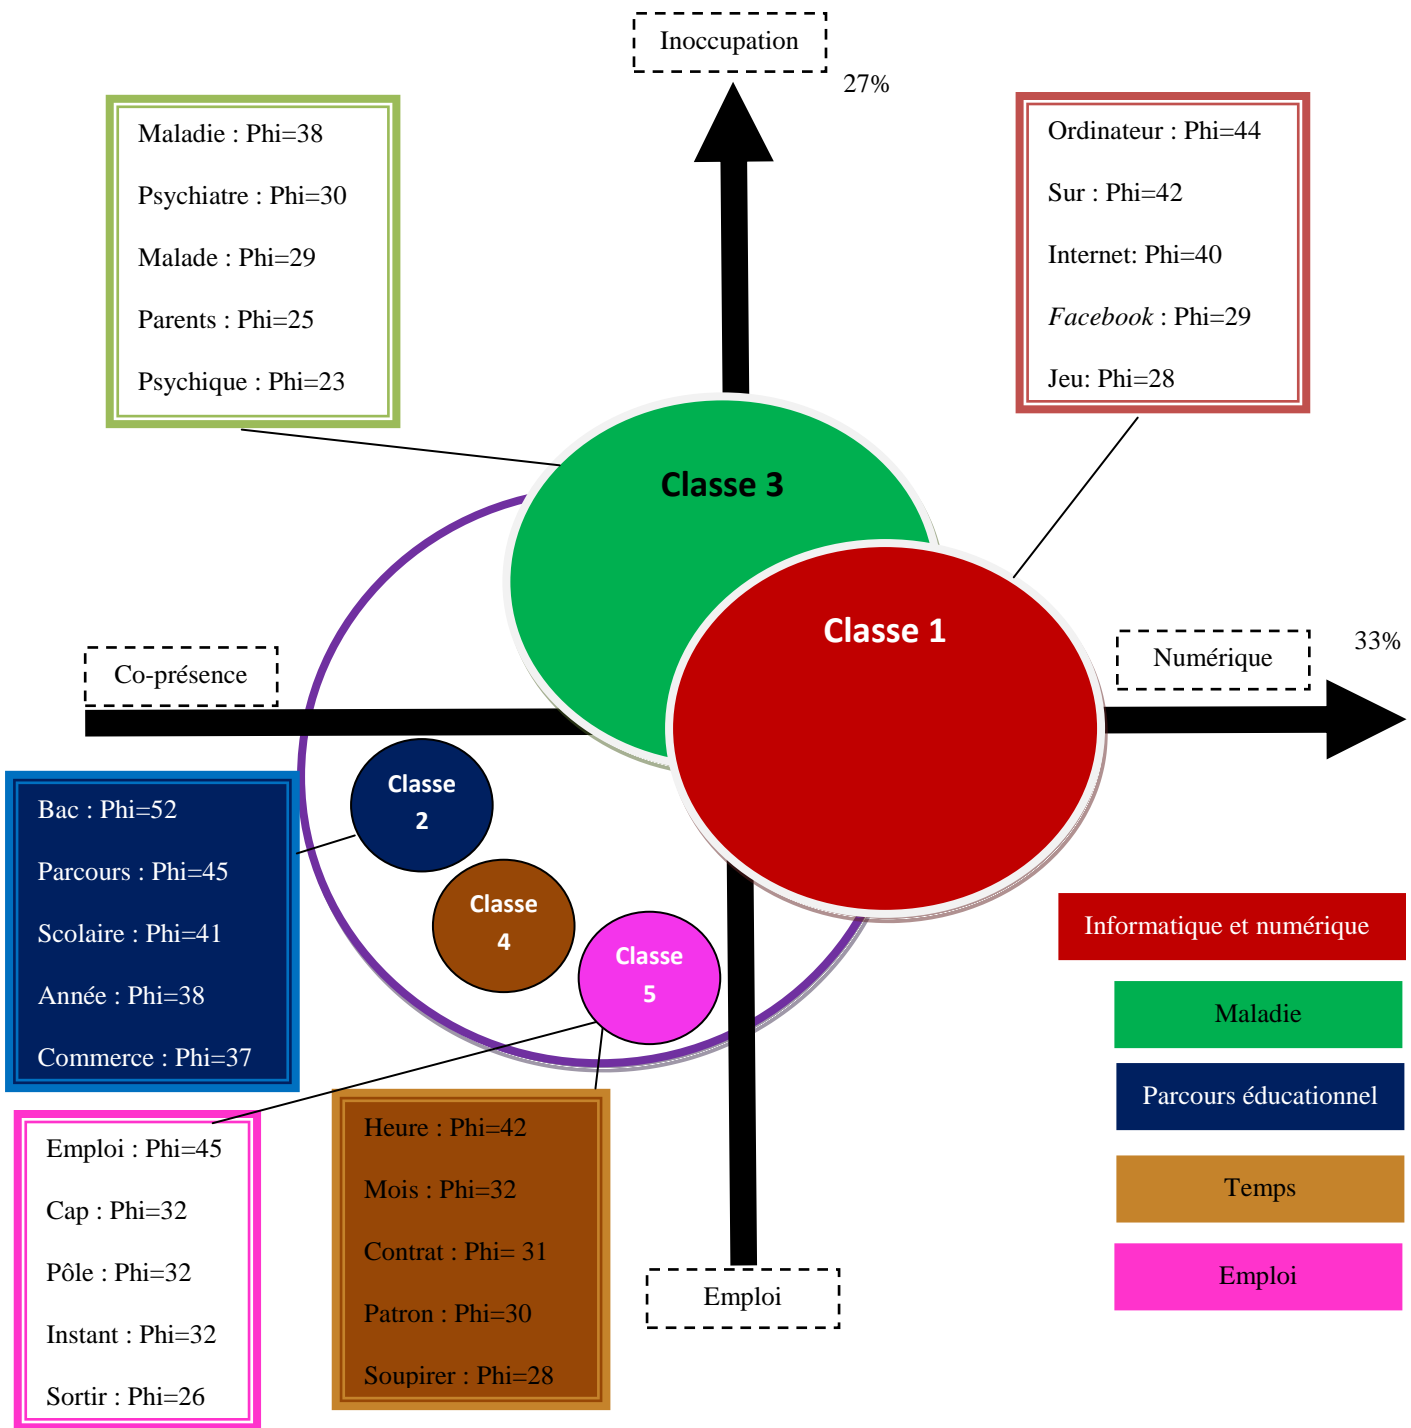 Inoccupation
27%
Maladie : Phi=38
Psychiatre : Phi=30
Malade : Phi=29
Parents : Phi=25
Psychique : Phi=23
Ordinateur : Phi=44
Sur : Phi=42
Internet: Phi=40
Facebook : Phi=29
Jeu: Phi=28
Classe 3
Classe 1
Co-présence
Numérique
33%
Classe
2
Classe
4
Classe
5
Bac : Phi=52
Parcours : Phi=45
Scolaire : Phi=41
Année : Phi=38
Commerce : Phi=37
Emploi : Phi=45
Cap : Phi=32
Pôle : Phi=32
Instant : Phi=32
Sortir : Phi=26
Heure : Phi=42
Mois : Phi=32
Contrat : Phi= 31
Patron : Phi=30
Soupirer : Phi=28
Emploi
Informatique et numérique
Maladie
Parcours éducationnel
Temps
Emploi